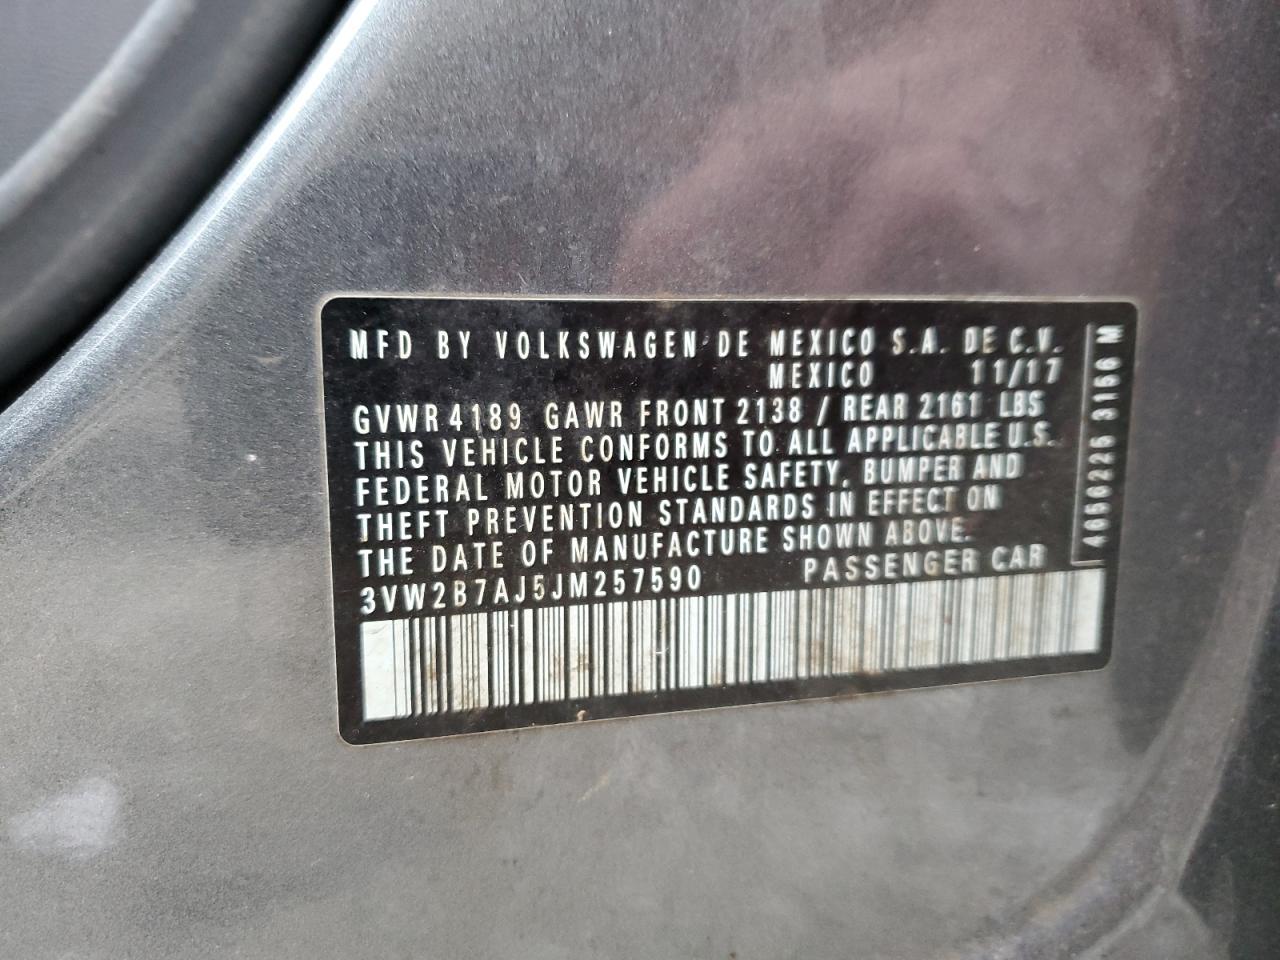 MFD BY VOLKSWAGEN DE MEXICO S.A. DE C.V.
MEXICO 11/17
GVWR 4189 GAWR FRONT 2138 / REAR 2161 LBS
THIS VEHICLE CONFORMS TO ALL APPLICABLE U.S.
FEDERAL MOTOR VEHICLE SAFETY, BUMPER AND
THEFT PREVENTION STANDARDS IN EFFECT ON
THE DATE OF MANUFACTURE SHOWN ABOVE.
3VW2B7AJ5JM257590 PASSENGER CAR
4656225 3156 M